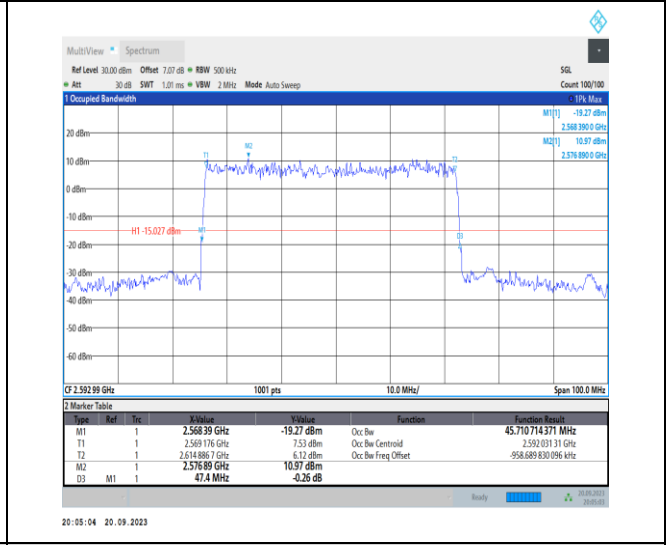 MultiView Spectrum
Ref Level 30.00 dBm Offset 7.07 dB RBW 500 kHz SGL
Att 30 dB SWT 1.01 ms VBW 2 MHz Mode Auto Sweep Count 100/100
1 Occupied Bandwidth 1Pk Max
M1[1] -19.27 dBm
2.568 390 0 GHz
M2[1] 10.97 dBm
2.576 890 0 GHz
20 dBm
M2
T1
T2
10 dBm
0 dBm
-10 dBm
H1 -15.027 dBm
M1
D3
-20 dBm
-30 dBm
-40 dBm
-50 dBm
-60 dBm
CF 2.592 99 GHz 1001 pts 10.0 MHz/ Span 100.0 MHz
2 Marker Table
Type Ref Trc X-Value Y-Value Function Function Result
M1 1 2.568 39 GHz -19.27 dBm Occ Bw 45.710 714 371 MHz
T1 1 2.569 176 GHz 7.53 dBm Occ Bw Centroid 2.592 031 31 GHz
T2 1 2.614 886 7 GHz 6.12 dBm Occ Bw Freq Offset -958.689 830 096 kHz
M2 1 2.576 89 GHz 10.97 dBm
D3 M1 1 47.4 MHz -0.26 dB
Ready 20.09.2023
20:05:03
20:05:04 20.09.2023